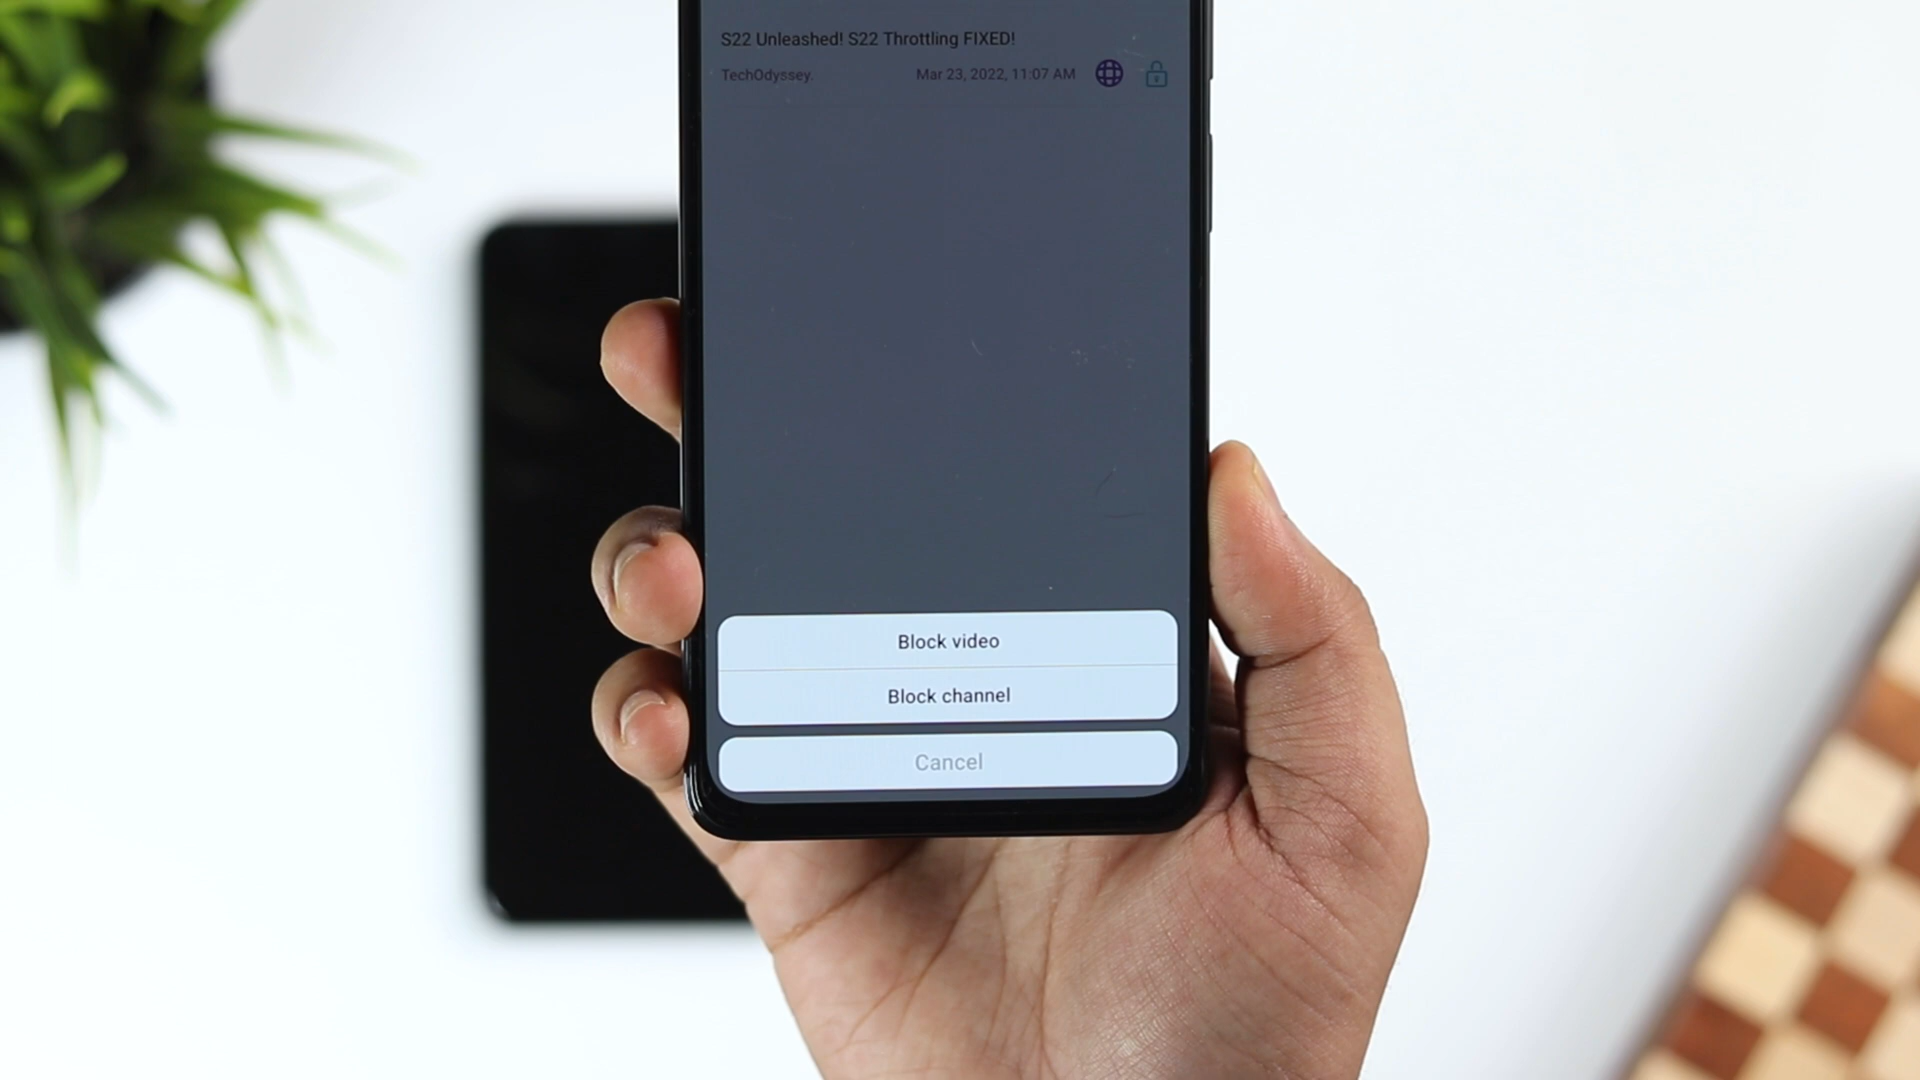 S22 Unleashed! S22 Throttling FIXED!
TechOdyssey. Mar 23, 2022, 11:07 AM
Block video
Block channel
Cancel